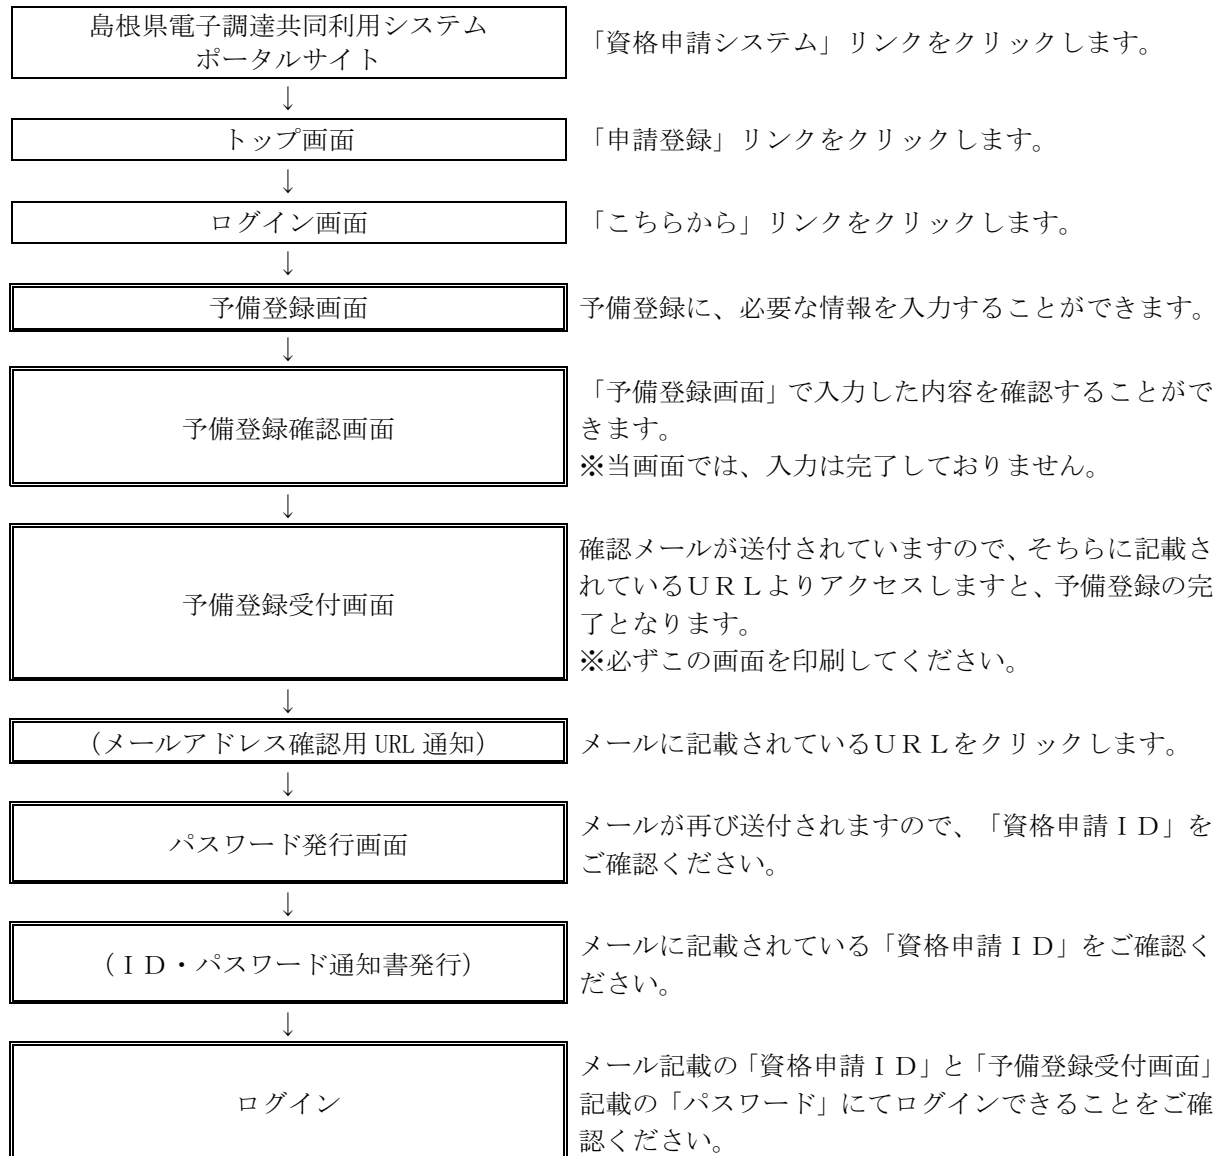 島根県電子調達共同利用システム
ポータルサイト
「資格申請システム」リンクをクリックします。
↓
トップ画面
「申請登録」リンクをクリックします。
↓
ログイン画面
「こちらから」リンクをクリックします。
↓
予備登録画面
予備登録に、必要な情報を入力することができます。
↓
予備登録確認画面
「予備登録画面」で入力した内容を確認することがで
きます。
※当画面では、入力は完了しておりません。
↓
予備登録受付画面
確認メールが送付されていますので、そちらに記載さ
れているＵＲＬよりアクセスしますと、予備登録の完
了となります。
※必ずこの画面を印刷してください。
↓
（メールアドレス確認用 URL 通知）
メールに記載されているＵＲＬをクリックします。
↓
パスワード発行画面
メールが再び送付されますので、「資格申請ＩＤ」を
ご確認ください。
↓
（ＩＤ・パスワード通知書発行）
メールに記載されている「資格申請ＩＤ」をご確認く
ださい。
↓
ログイン
メール記載の「資格申請ＩＤ」と「予備登録受付画面」
記載の「パスワード」にてログインできることをご確
認ください。